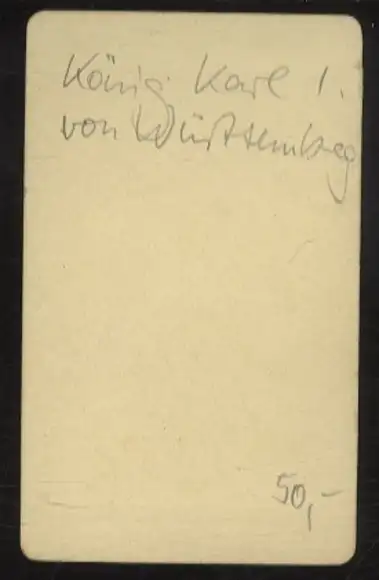 König Karl I.
von Württemberg
50,-